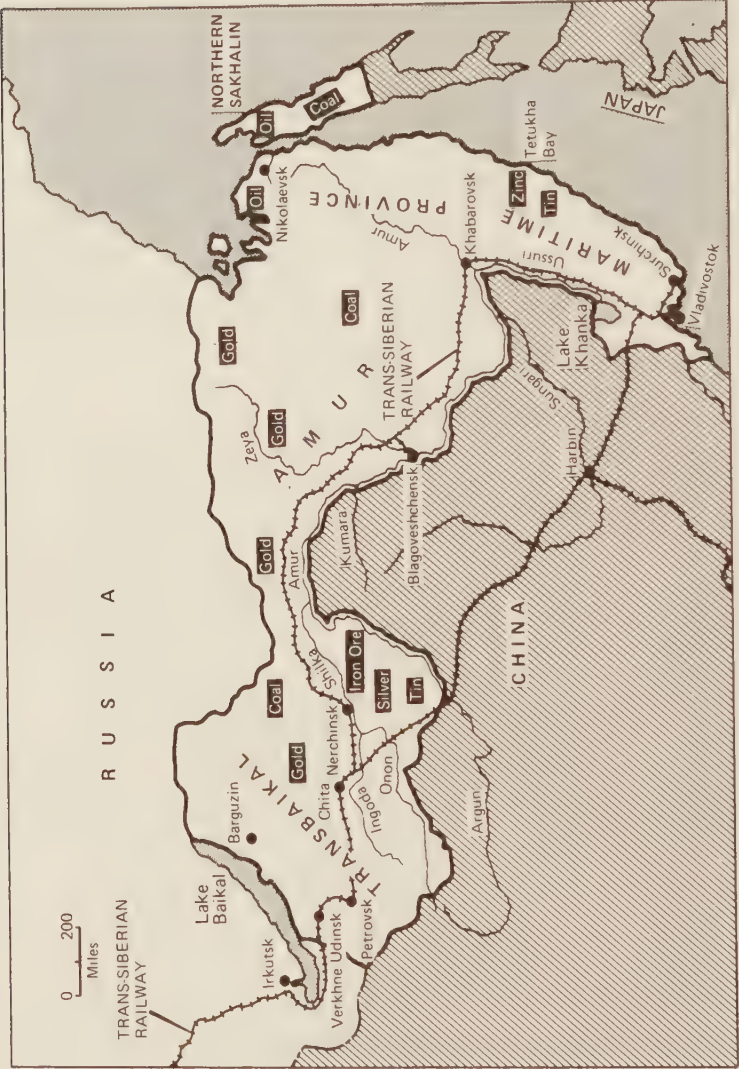 RUSSIA
NORTHERN
SAKHALIN
Oil
Coal
Oil
Nikolaevsk
JAPAN
Tetukha
Bay
Zinc
Tin
MARITIME
PROVINCE
Amur
Khabarovsk
Ussuri
Surchinsk
Vladivostok
Lake
Khanka
Sungari
Harbin
TRANS-SIBERIAN
RAILWAY
Coal
Gold
Gold
Zeya
AMUR
Blagoveshchensk
Kumara
Gold
Amur
Shilka
Iron Ore
Silver
Tin
CHINA
Coal
Gold
Nerchinsk
Chita
Onon
Ingoda
Argun
TRANSBAIKAL
Barguzin
Lake
Baikal
Irkutsk
Verkhne Udinsk
Petrovsk
TRANS-SIBERIAN
RAILWAY
0 200
Miles